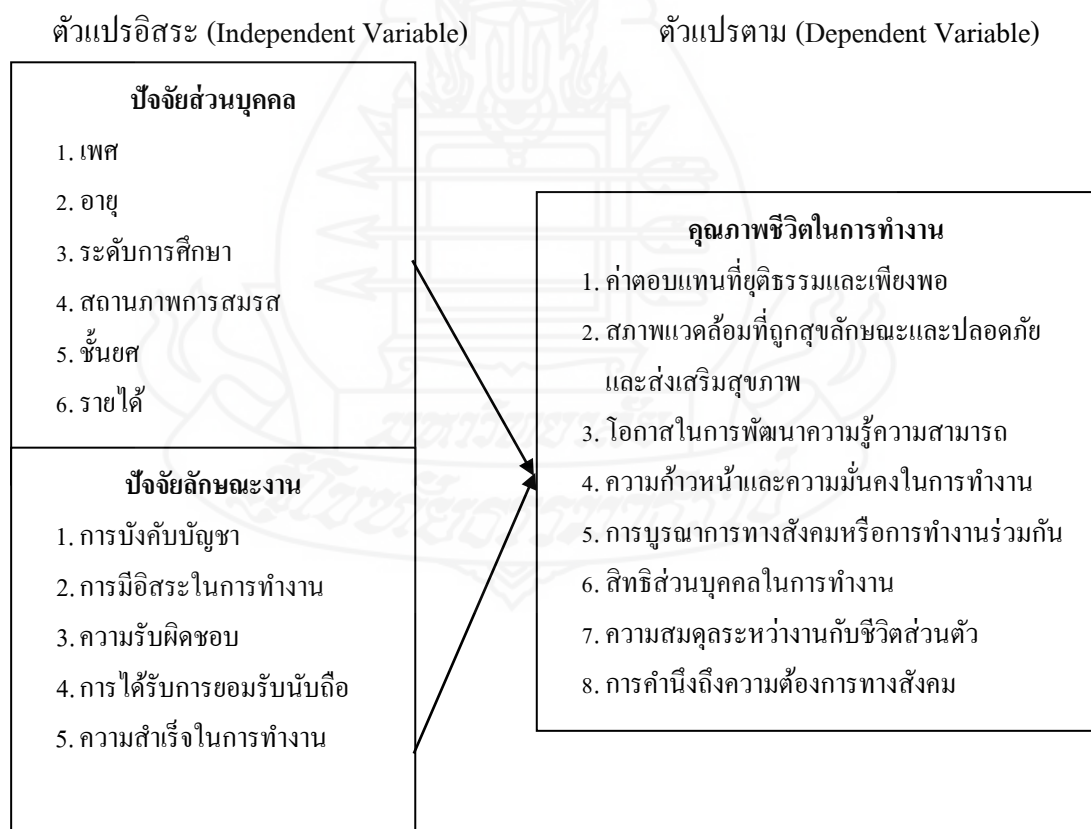 ตัวแปรอิสระ (Independent Variable)
ตัวแปรตาม (Dependent Variable)
ปัจจัยส่วนบุคคล
1. เพศ
2. อายุ
3. ระดับการศึกษา
4. สถานภาพการสมรส
5. ชั้นยศ
6. รายได้
ปัจจัยลักษณะงาน
1. การบังคับบัญชา
2. การมีอิสระในการทำงาน
3. ความรับผิดชอบ
4. การได้รับการยอมรับนับถือ
5. ความสำเร็จในการทำงาน
คุณภาพชีวิตในการทำงาน
1. ค่าตอบแทนที่ยุติธรรมและเพียงพอ
2. สภาพแวดล้อมที่ถูกสุขลักษณะและปลอดภัย
และส่งเสริมสุขภาพ
3. โอกาสในการพัฒนาความรู้ความสามารถ
4. ความก้าวหน้าและความมั่นคงในการทำงาน
5. การบูรณาการทางสังคมหรือการทำงานร่วมกัน
6. สิทธิส่วนบุคคลในการทำงาน
7. ความสมดุลระหว่างงานกับชีวิตส่วนตัว
8. การคำนึงถึงความต้องการทางสังคม